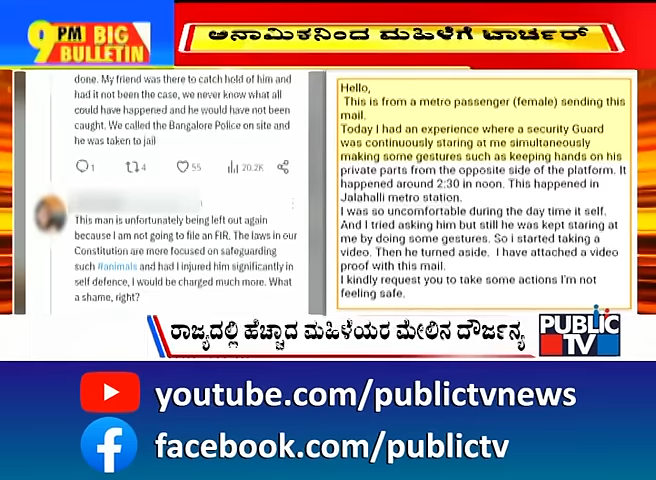 9 PM BIG
BULLETIN
ಅನಾಮಿಕನಿಂದ ಮಹಿಳೆಗೆ ಟಾರ್ಚರ್
done. My friend was there to catch hold of him and
had it not been the case, we never know what all
could have happened and he would have not been
caught. We called the Bangalore Police on site and
he was taken to jail
1 4 55 20.2K
This man is unfortunately being left out again
because I am not going to file an FIR. The laws in our
Constitution are more focused on safeguarding
such #animals and had I injured him significantly in
self defence, I would be charged much more. What
a shame, right?
Hello,
This is from a metro passenger (female) sending this
mail.
Today I had an experience where a security Guard
was continuously staring at me simultaneously
making some gestures such as keeping hands on his
private parts from the opposite side of the platform. It
happened around 2:30 in noon. This happened in
Jalahalli metro station.
I was so uncomfortable during the day time it self.
And I tried asking him but still he was kept staring at
me by doing some gestures. So i started taking a
video. Then he turned aside. I have attached a video
proof with this mail.
I kindly request you to take some actions I'm not
feeling safe.
ರಾಜ್ಯದಲ್ಲಿ ಹೆಚ್ಚಾದ ಮಹಿಳೆಯರ ಮೇಲಿನ ದೌರ್ಜನ್ಯ
PUBLIC
TV
youtube.com/publictvnews
facebook.com/publictv